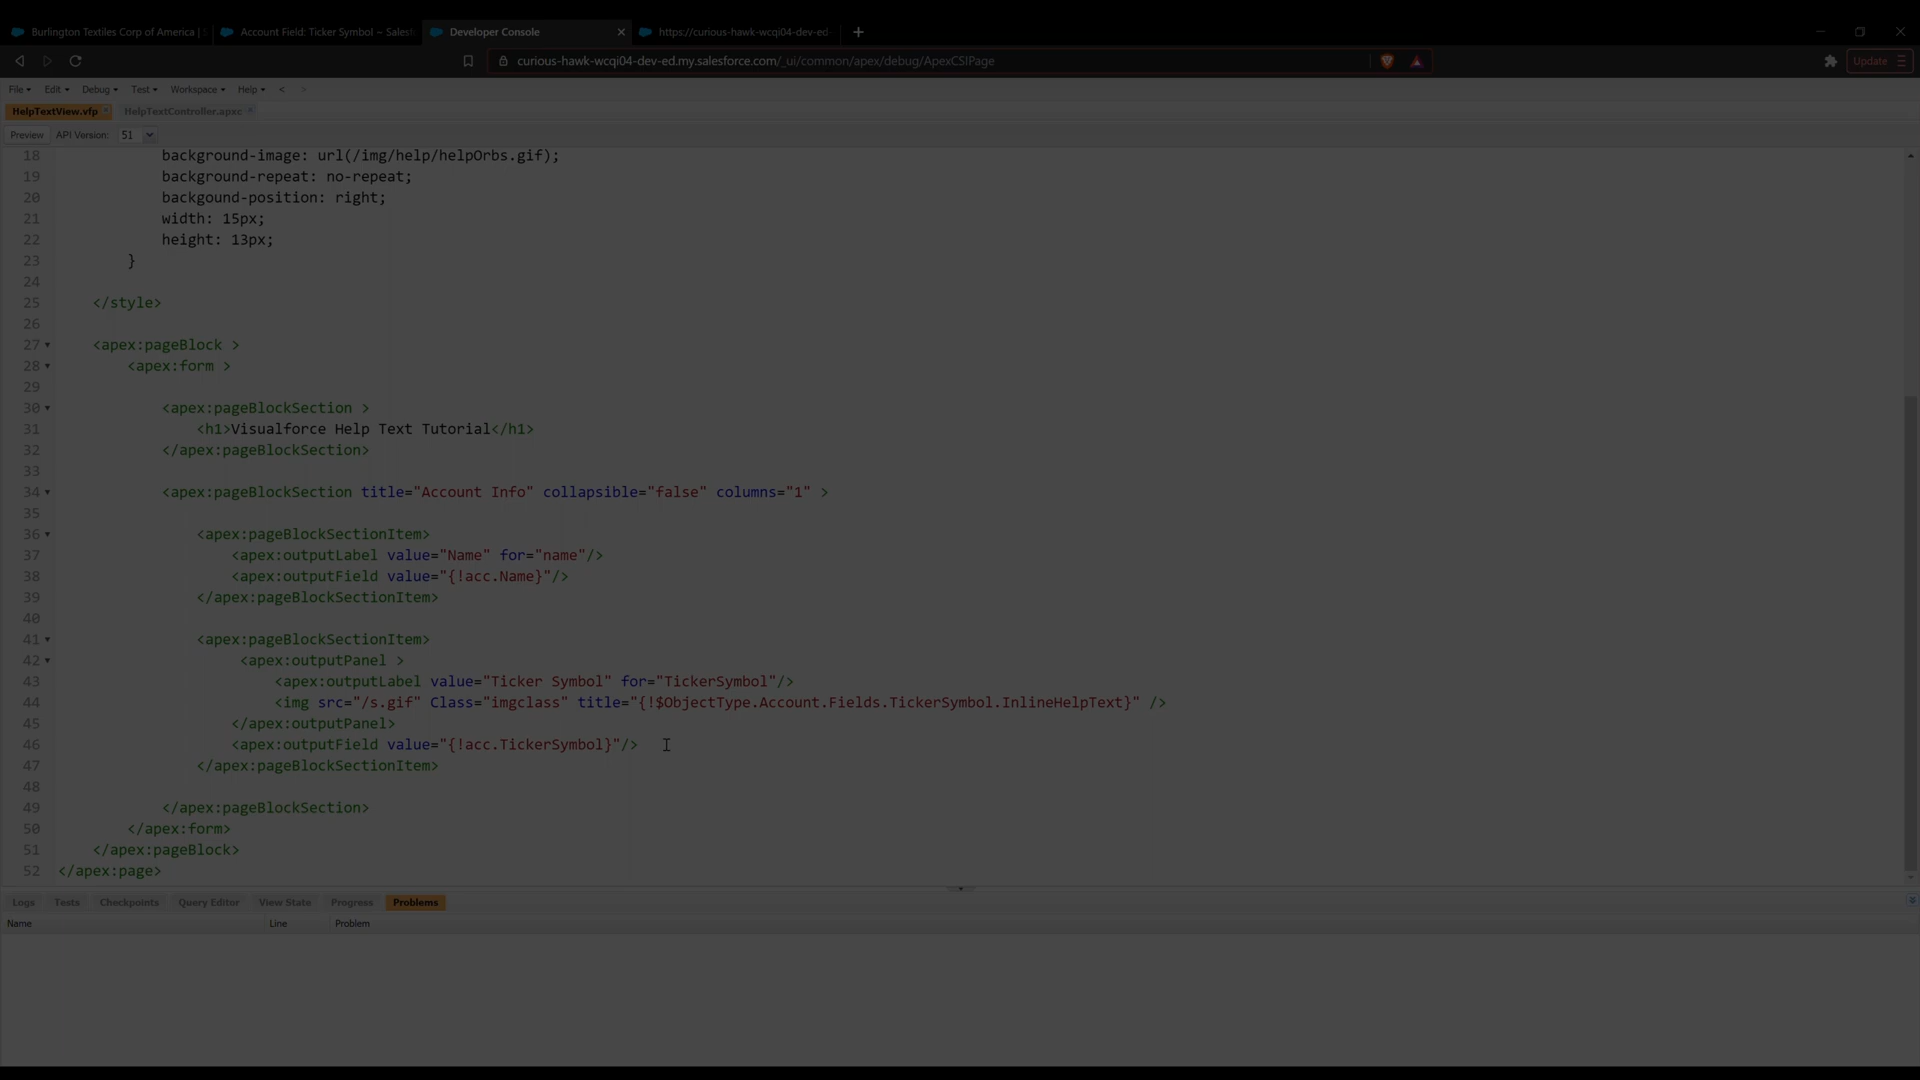 Burlington Textiles Corp of America | S
Account Field: Ticker Symbol ~ Salesf
Developer Console
https://curious-hawk-wcqi04-dev-ed-
curious-hawk-wcqi04-dev-ed.my.salesforce.com/_ui/common/apex/debug/ApexCSIPage
Update
File Edit Debug Test Workspace Help < >
HelpTextView.vfp HelpTextController.apxc
Preview API Version: 51
18 background-image: url(/img/help/helpOrbs.gif);
19 background-repeat: no-repeat;
20 backgound-position: right;
21 width: 15px;
22 height: 13px;
23 }
24
25 </style>
26
27 <apex:pageBlock >
28 <apex:form >
29
30 <apex:pageBlockSection >
31 <h1>Visualforce Help Text Tutorial</h1>
32 </apex:pageBlockSection>
33
34 <apex:pageBlockSection title="Account Info" collapsible="false" columns="1" >
35
36 <apex:pageBlockSectionItem>
37 <apex:outputLabel value="Name" for="name"/>
38 <apex:outputField value="{!acc.Name}"/>
39 </apex:pageBlockSectionItem>
40
41 <apex:pageBlockSectionItem>
42 <apex:outputPanel >
43 <apex:outputLabel value="Ticker Symbol" for="TickerSymbol"/>
44 <img src="/s.gif" Class="imgclass" title="{!$ObjectType.Account.Fields.TickerSymbol.InlineHelpText}" />
45 </apex:outputPanel>
46 <apex:outputField value="{!acc.TickerSymbol}"/>
47 </apex:pageBlockSectionItem>
48
49 </apex:pageBlockSection>
50 </apex:form>
51 </apex:pageBlock>
52 </apex:page>
Logs Tests Checkpoints Query Editor View State Progress Problems
Name Line Problem